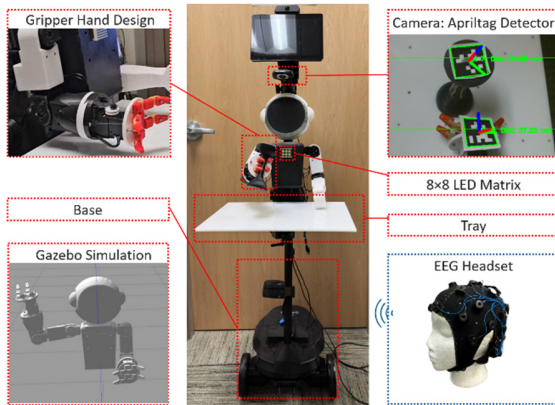 Gripper Hand Design
Camera: Apriltag Detector
8×8 LED Matrix
Base
Tray
Gazebo Simulation
EEG Headset